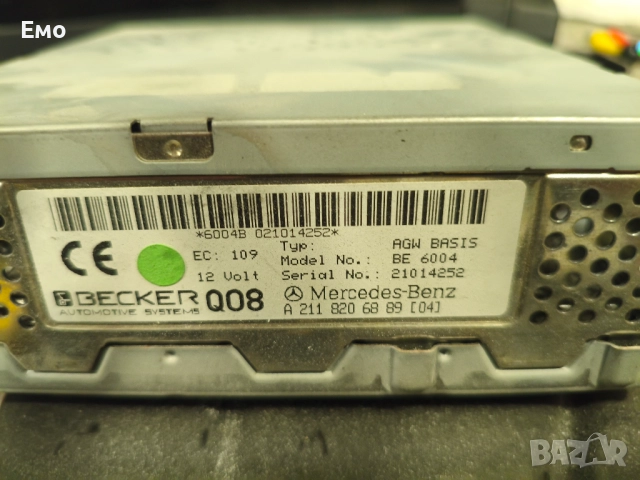 Emo
*6004B 021014252*
CE
EC: 109
12 Volt
Typ: AGW BASIS
Model No.: BE 6004
Serial No.: 21014252
BECKER
AUTOMOTIVE SYSTEMS
Q08
Mercedes-Benz
A 211 820 68 89 [04]
BAZAR